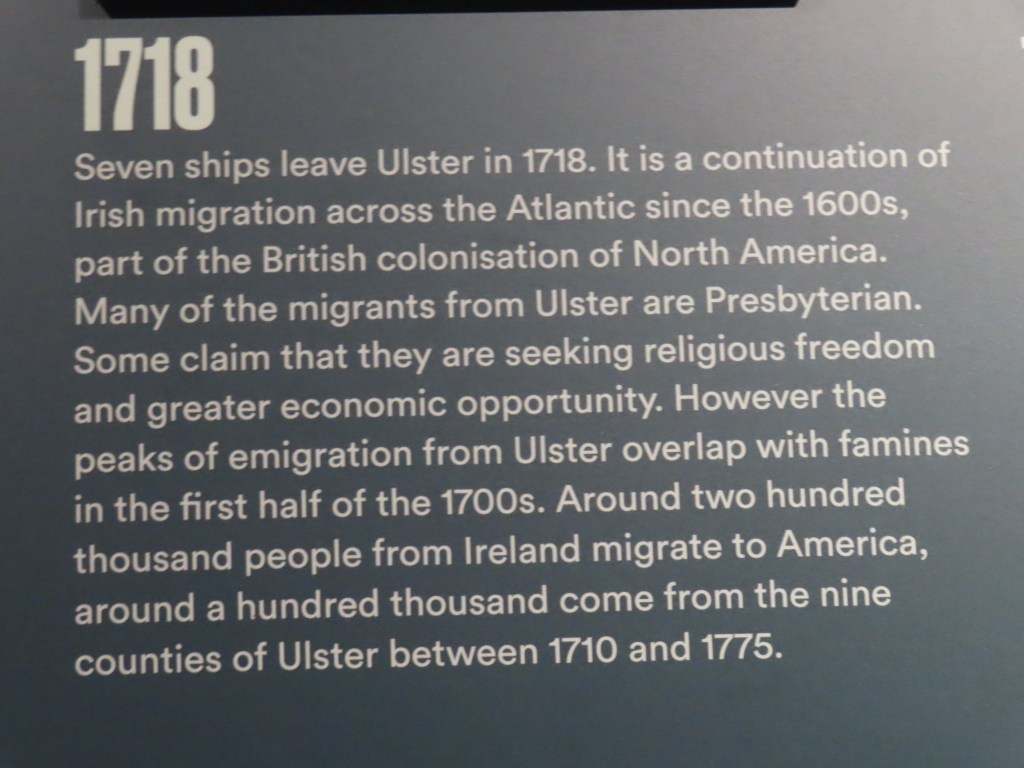 1718
Seven ships leave Ulster in 1718. It is a continuation of
Irish migration across the Atlantic since the 1600s,
part of the British colonisation of North America.
Many of the migrants from Ulster are Presbyterian.
Some claim that they are seeking religious freedom
and greater economic opportunity. However the
peaks of emigration from Ulster overlap with famines
in the first half of the 1700s. Around two hundred
thousand people from Ireland migrate to America,
around a hundred thousand come from the nine
counties of Ulster between 1710 and 1775.